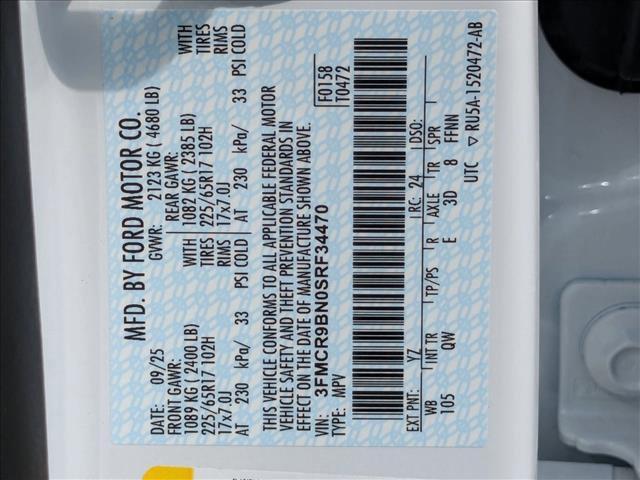 MFD. BY FORD MOTOR CO.
DATE: 09/25 GVWR: 2123 KG ( 4680 LB)
FRONT GAWR: REAR GAWR:
1089 KG ( 2400 LB) WITH 1082 KG ( 2385 LB) WITH
225/65R17 102H TIRES 225/65R17 102H TIRES
17x7.0J RIMS 17x7.0J RIMS
AT 230 kPa/ 33 PSI COLD AT 230 kPa/ 33 PSI COLD
THIS VEHICLE CONFORMS TO ALL APPLICABLE FEDERAL MOTOR
VEHICLE SAFETY AND THEFT PREVENTION STANDARDS IN
EFFECT ON THE DATE OF MANUFACTURE SHOWN ABOVE.
VIN: 3FMCR9BN0SRF34470 F0158
TYPE: MPV T0472
EXT PNT: YZ RC: 24 DSO:
WB INT TR TP/PS R AXLE TR SPR
105 QW E 3D 8 FFNN
UTC ▽ RU5A-1520472-AB